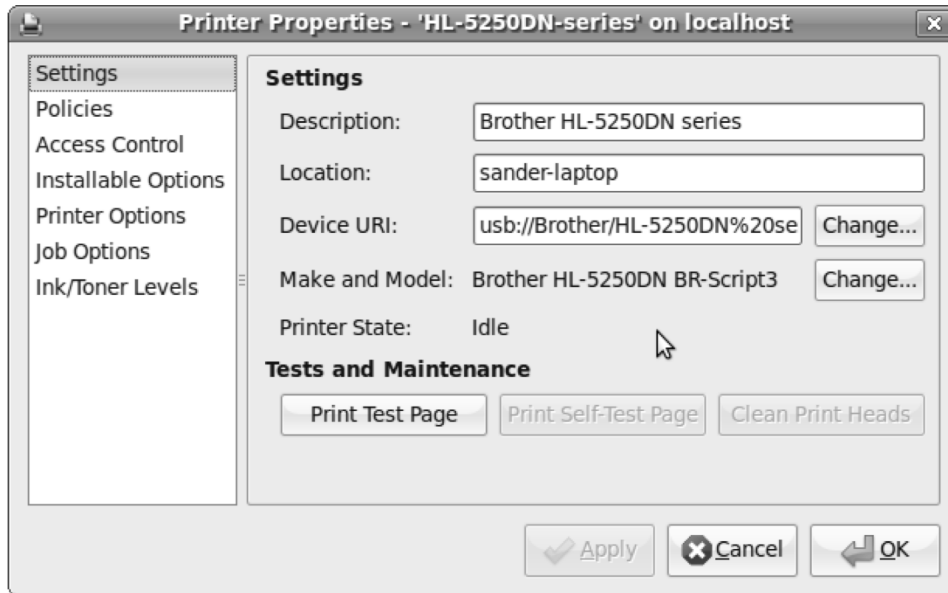 Printer Properties - 'HL-5250DN-series' on localhost
Settings
Policies
Access Control
Installable Options
Printer Options
Job Options
Ink/Toner Levels
Settings
Description: Brother HL-5250DN series
Location: sander-laptop
Device URI: usb://Brother/HL-5250DN%20se Change...
Make and Model: Brother HL-5250DN BR-Script3 Change...
Printer State: Idle
Tests and Maintenance
Print Test Page Print Self-Test Page Clean Print Heads
Apply Cancel OK